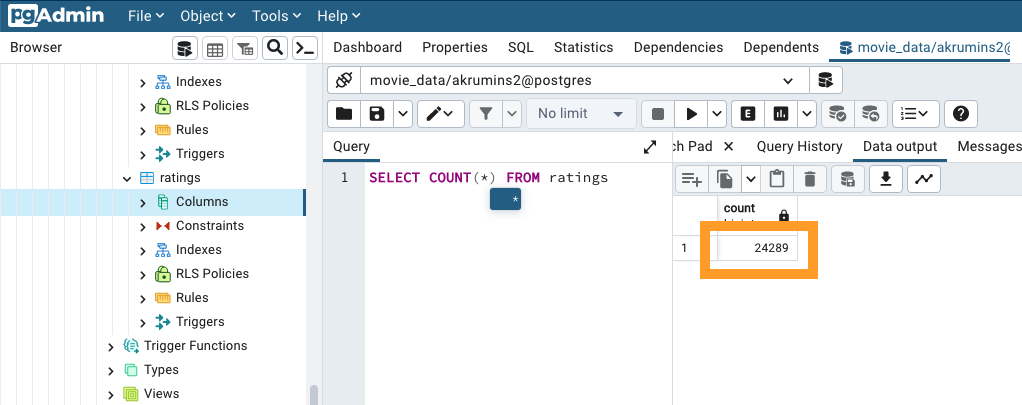 pgAdmin File Object Tools Help
Browser
Dashboard Properties SQL Statistics Dependencies Dependents movie_data/akrumins2@
movie_data/akrumins2@postgres
No limit
E
Query
ch Pad Query History Data output Messages
1 SELECT COUNT(*) FROM ratings
*
count
1 24289
Indexes
RLS Policies
Rules
Triggers
ratings
Columns
Constraints
Indexes
RLS Policies
Rules
Triggers
Trigger Functions
Types
Views